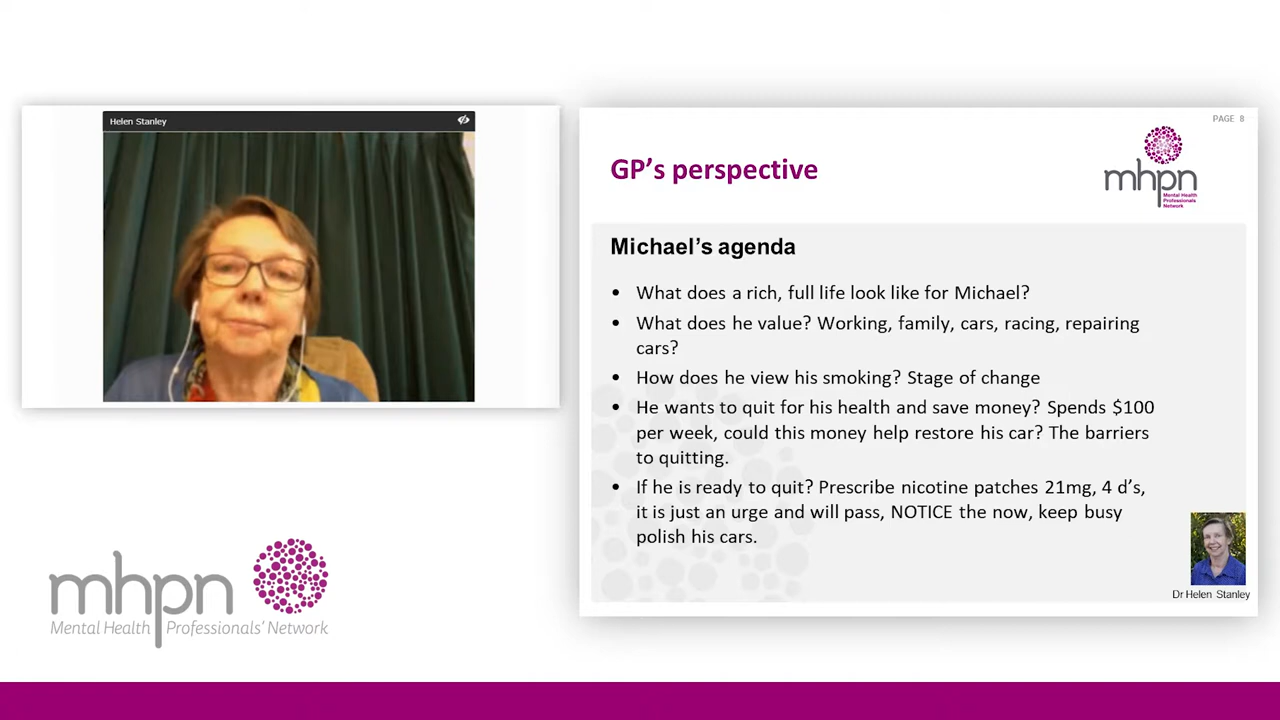 Helen Stanley
PAGE 8
GP's perspective
mhpn
Mental Health
Professionals
Network
Michael's agenda
• What does a rich, full life look like for Michael?
• What does he value? Working, family, cars, racing, repairing
cars?
• How does he view his smoking? Stage of change
• He wants to quit for his health and save money? Spends $100
per week, could this money help restore his car? The barriers
to quitting.
• If he is ready to quit? Prescribe nicotine patches 21mg, 4 d's,
it is just an urge and will pass, NOTICE the now, keep busy
polish his cars.
Dr Helen Stanley
mhpn
Mental Health Professionals' Network